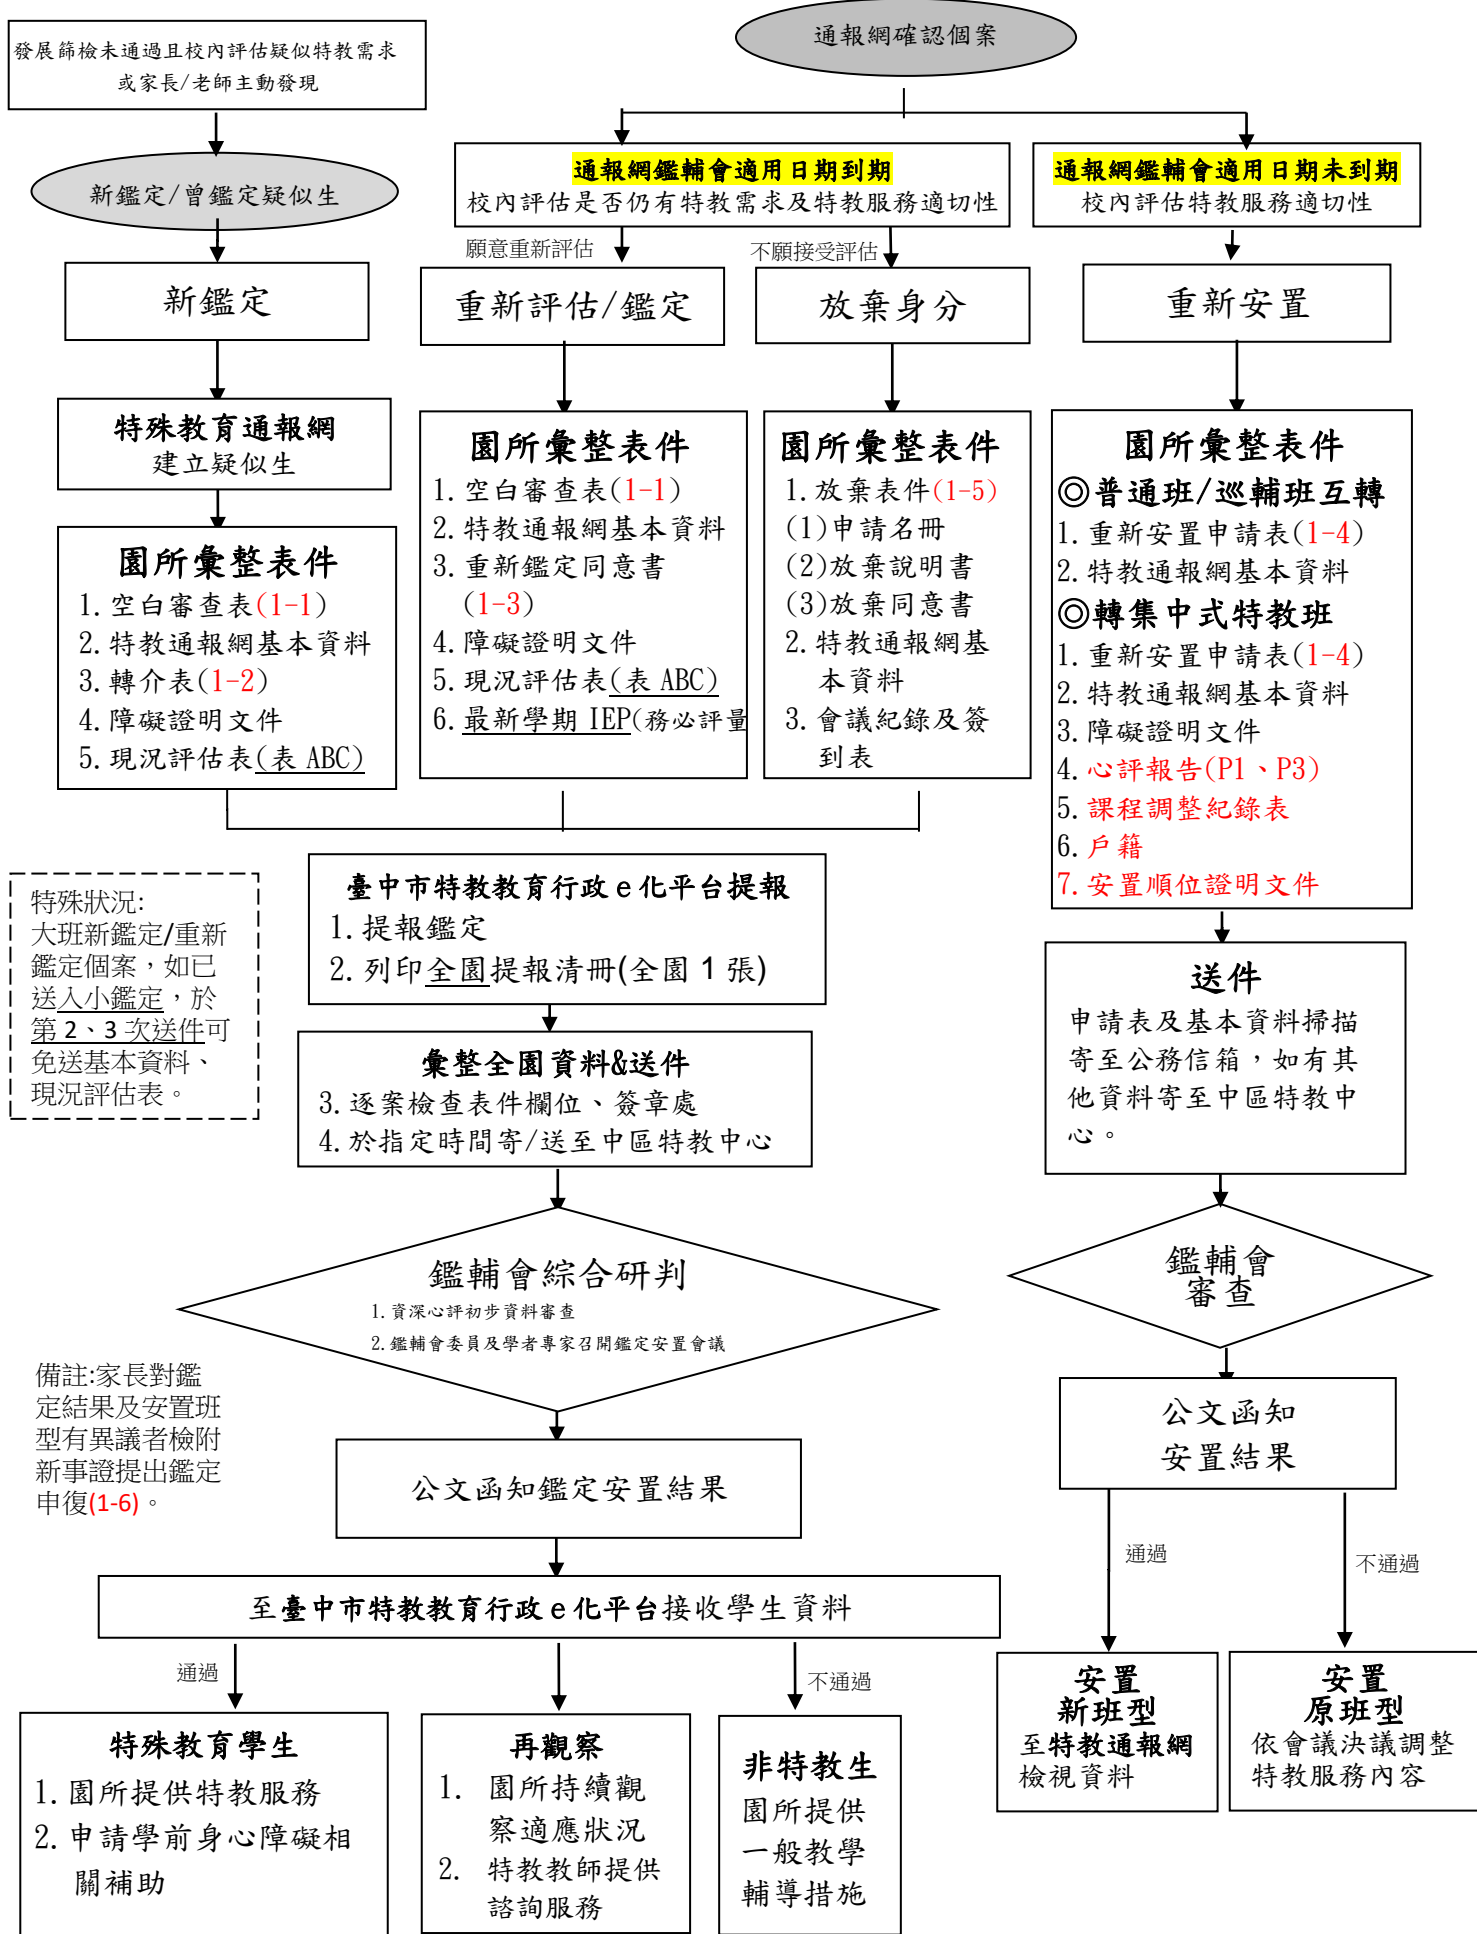 發展篩檢未通過且校內評估疑似特教需求
或家長/老師主動發現
新鑑定/曾鑑定疑似生
新鑑定
特殊教育通報網
建立疑似生
園所彙整表件
1.空白審查表(1-1)
2.特教通報網基本資料
3.轉介表(1-2)
4.障礙證明文件
5.現況評估表(表 ABC)
通報網確認個案
通報網鑑輔會適用日期到期
校內評估是否仍有特教需求及特教服務適切性
願意重新評估
不願接受評估
重新評估/鑑定
園所彙整表件
1.空白審查表(1-1)
2.特教通報網基本資料
3.重新鑑定同意書
(1-3)
4.障礙證明文件
5.現況評估表(表 ABC)
6.最新學期 IEP(務必評量
放棄身分
園所彙整表件
1.放棄表件(1-5)
(1)申請名冊
(2)放棄說明書
(3)放棄同意書
2.特教通報網基
本資料
3.會議紀錄及簽
到表
通報網鑑輔會適用日期未到期
校內評估特教服務適切性
重新安置
園所彙整表件
◎普通班/巡輔班互轉
1.重新安置申請表(1-4)
2.特教通報網基本資料
◎轉集中式特教班
1.重新安置申請表(1-4)
2.特教通報網基本資料
3.障礙證明文件
4.心評報告(P1、P3)
5.課程調整紀錄表
6.戶籍
7.安置順位證明文件
特殊狀況:
大班新鑑定/重新
鑑定個案，如已
送入小鑑定，於
第 2、3 次送件可
免送基本資料、
現況評估表。
臺中市特教教育行政 e 化平台提報
1.提報鑑定
2.列印全園提報清冊(全園 1 張)
彙整全園資料&送件
3.逐案檢查表件欄位、簽章處
4.於指定時間寄/送至中區特教中心
鑑輔會綜合研判
1.資深心評初步資料審查
2.鑑輔會委員及學者專家召開鑑定安置會議
備註:家長對鑑
定結果及安置班
型有異議者檢附
新事證提出鑑定
申復(1-6)。
公文函知鑑定安置結果
至臺中市特教教育行政 e 化平台接收學生資料
通過
不通過
特殊教育學生
1.園所提供特教服務
2.申請學前身心障礙相
關補助
再觀察
1. 園所持續觀
察適應狀況
2. 特教教師提供
諮詢服務
非特教生
園所提供
一般教學
輔導措施
送件
申請表及基本資料掃描
寄至公務信箱，如有其
他資料寄至中區特教中
心。
鑑輔會
審查
公文函知
安置結果
通過
不通過
安置
新班型
至特教通報網
檢視資料
安置
原班型
依會議決議調整
特教服務內容